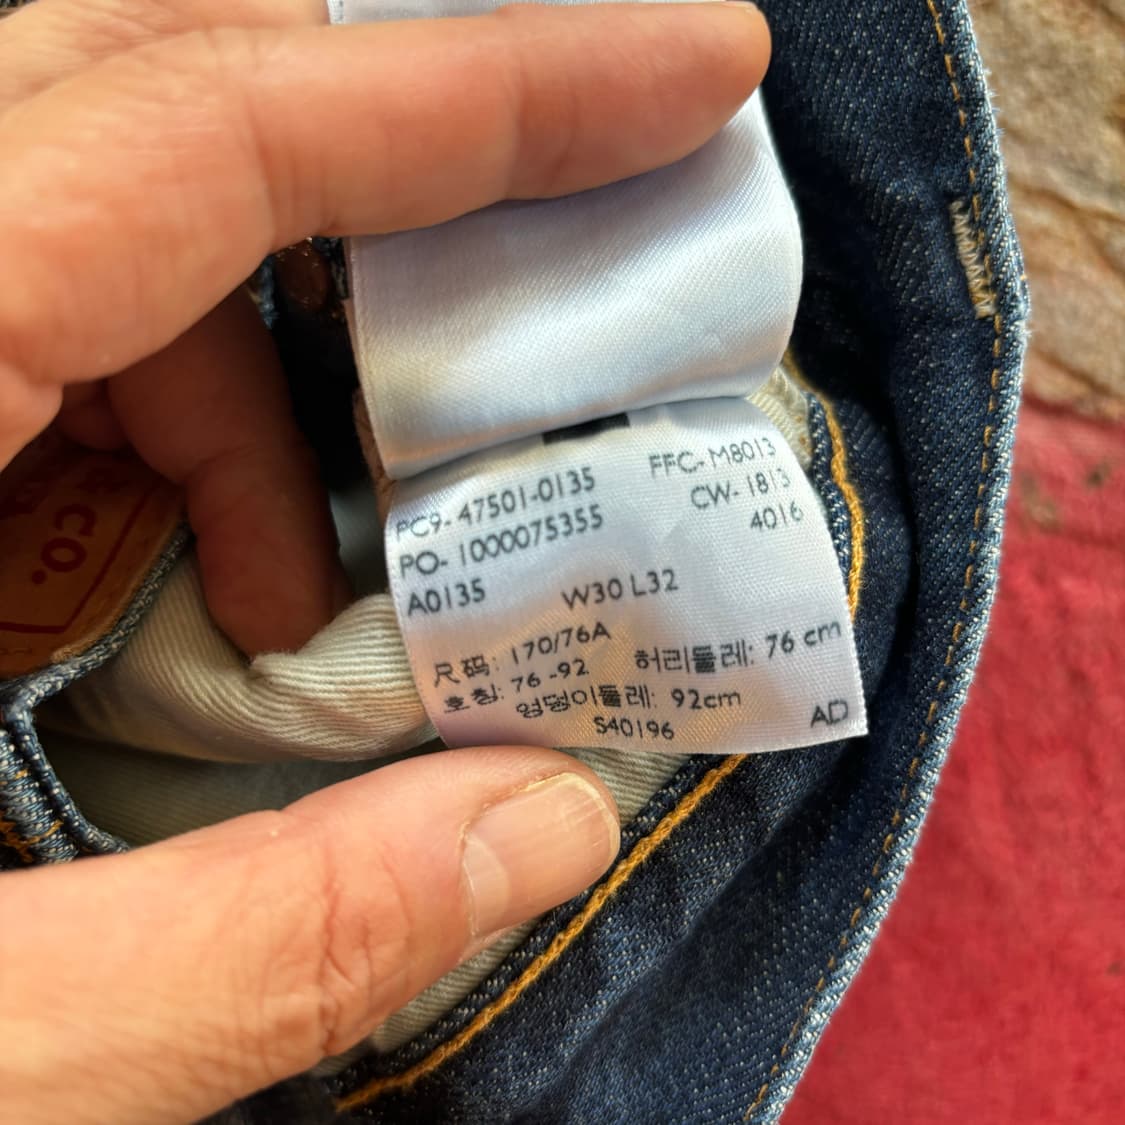 & CO.
PC9- 47501-0135 FFC- M8013
PO- 1000075355 CW- 1813
4016
A0135 W30 L32
尺码: 170/76A 허리둘레: 76 cm
호칭: 76 -92
엉덩이둘레: 92cm
S40196 AD